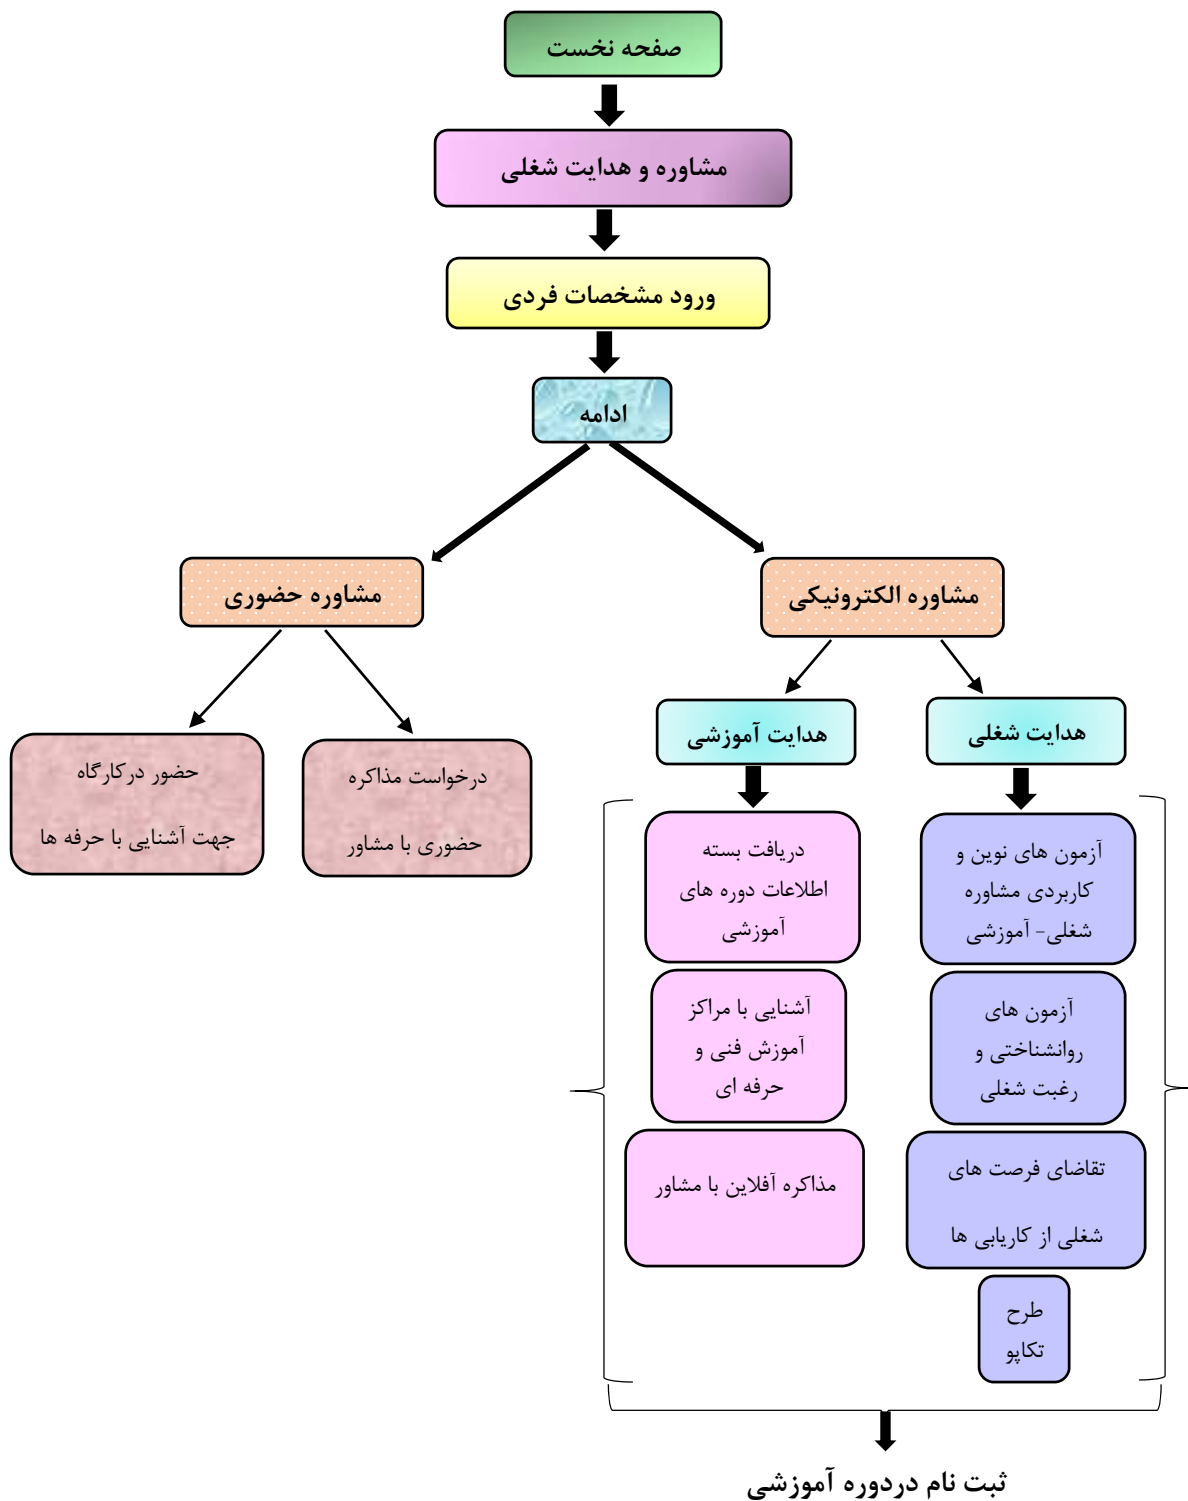 صفحه نخست
مشاوره و هدایت شغلی
ورود مشخصات فردی
ادامه
مشاوره الکترونیکی
مشاوره حضوری
هدایت شغلی
هدایت آموزشی
آزمون های نوین و
کاربردی مشاوره
شغلی- آموزشی
آزمون های
روانشناختی و
رغبت شغلی
تقاضای فرصت های
شغلی از کاریابی ها
طرح
تکاپو
دریافت بسته
اطلاعات دوره های
آموزشی
آشنایی با مراکز
آموزش فنی و
حرفه ای
مذاکره آفلاین با مشاور
درخواست مذاکره
حضوری با مشاور
حضور درکارگاه
جهت آشنایی با حرفه ها
ثبت نام دردوره آموزشی